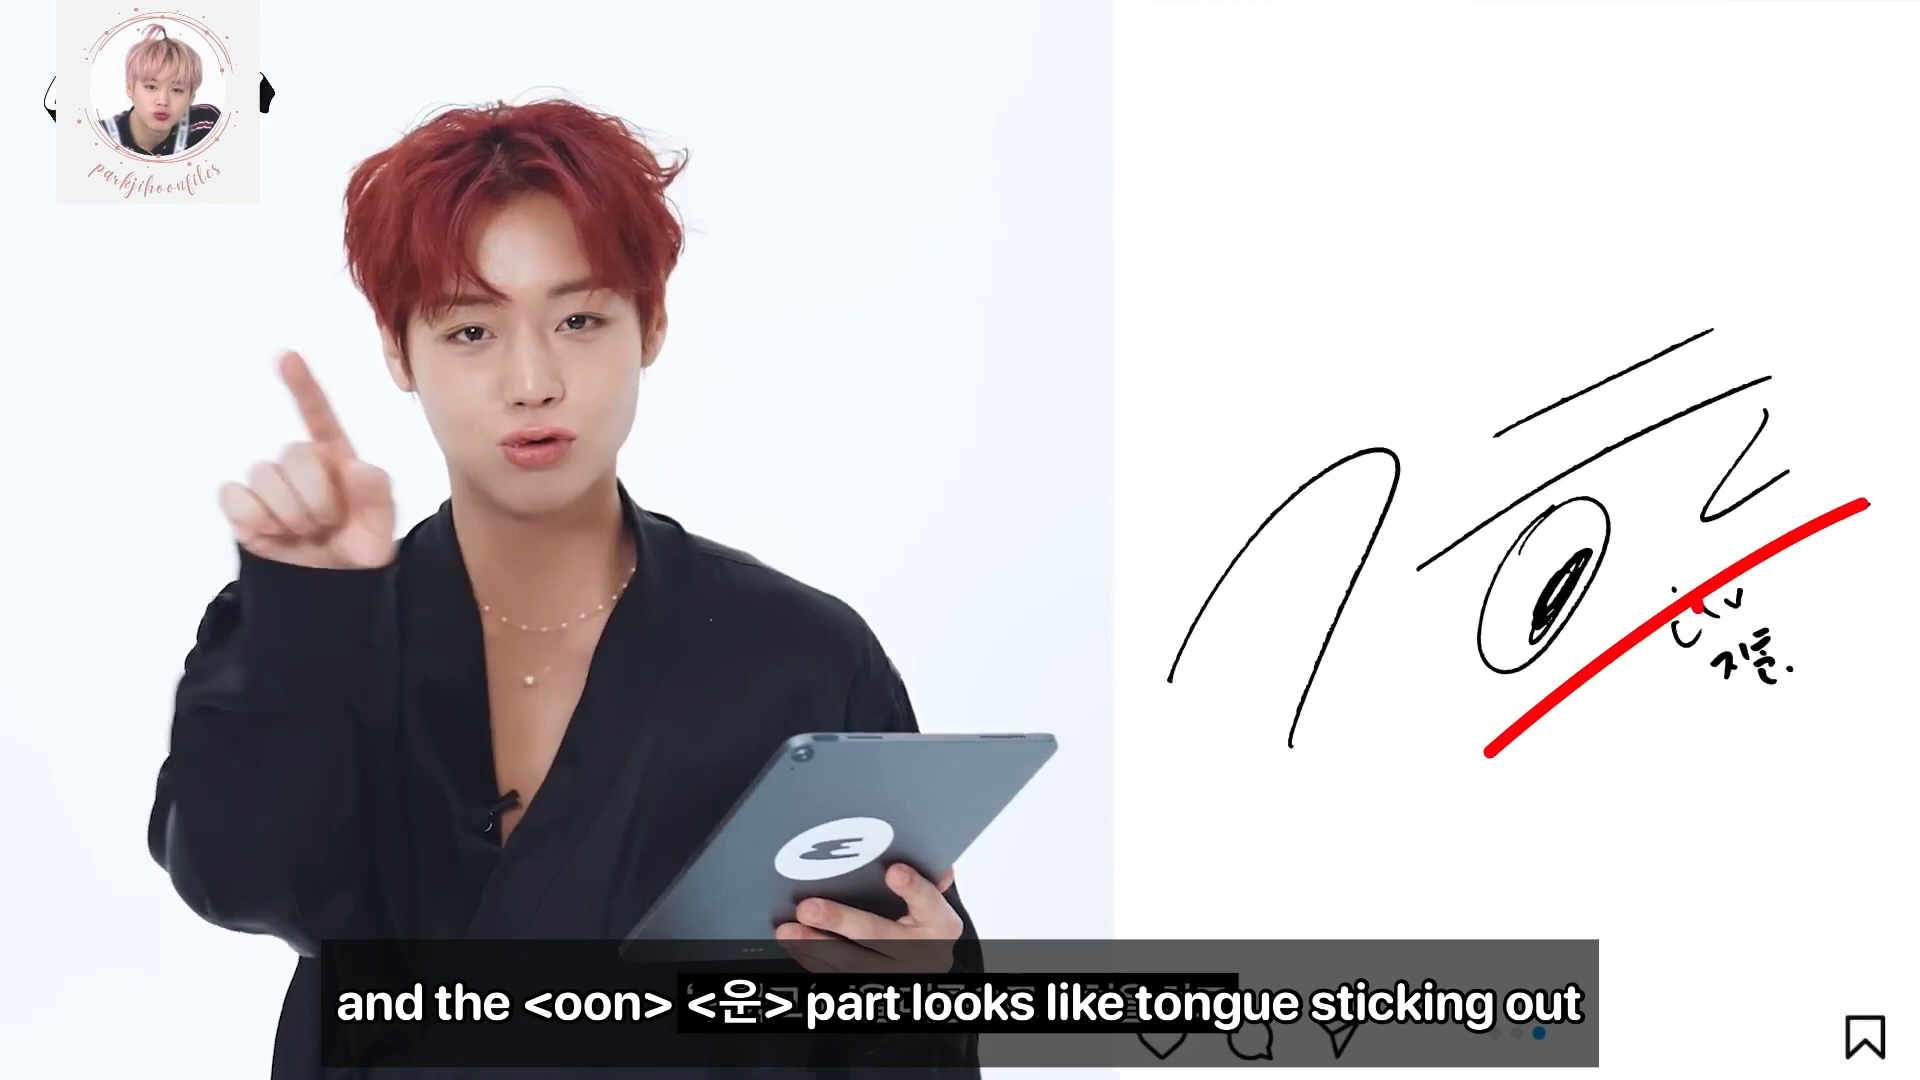 parkjihoonfiles
지훈.
and the <oon> <운> part looks like tongue sticking out